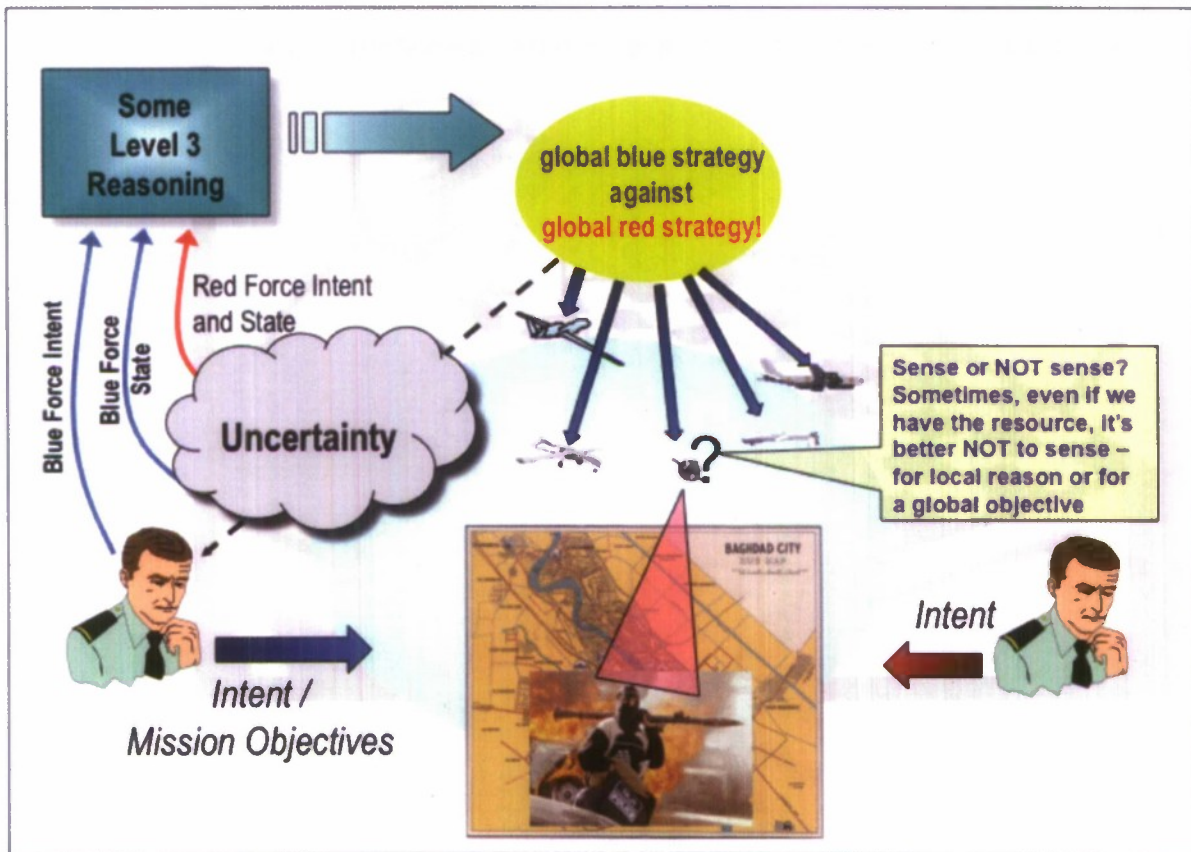 Some
Level 3
Reasoning
global blue strategy
against
global red strategy!
Red Force Intent
and State
Blue Force Intent
Blue Force
State
Uncertainty
Sense or NOT sense?
Sometimes, even if we
have the resource, it's
better NOT to sense –
for local reason or for
a global objective
?
BAGHDAD CITY
Intent
Intent /
Mission Objectives